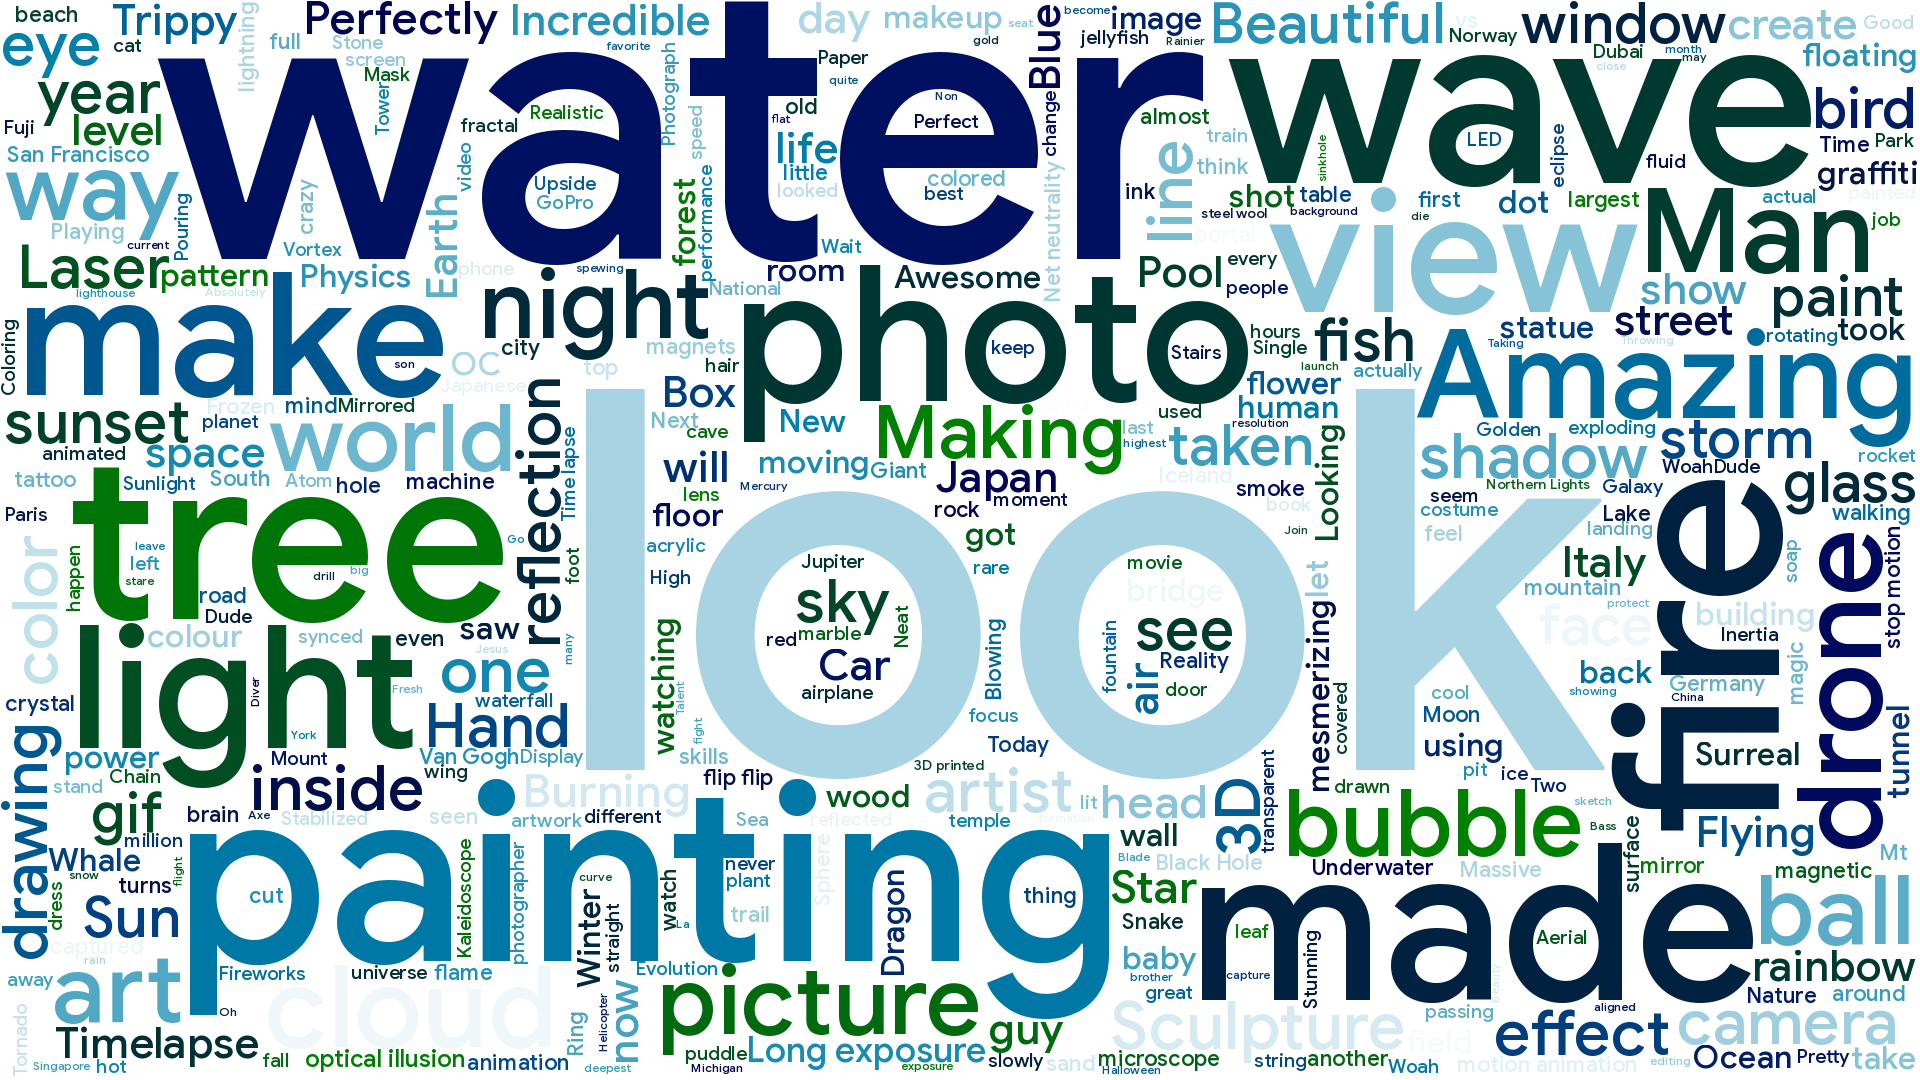 beach
Trippy
lightning
full
Stone
Perfectly
Incredible
day
makeup
seat
become
image
Beautiful
vs
window
create
Good
eye
cat
screen
favorite
gold
Blue
jellyfish
Rainier
Norway
Dubai
month
may
floating
year
Mask
Tower
Photograph
Paper
quite
close
water
wave
bird
level
Fuji
fractal
Realistic
speed
old
flat
Non
Perfect
change
almost
LED
eclipse
fluid
Time
Park
San Francisco
video
life
little
looked
colored
best
train
think
sinkhole
graffiti
way
crazy
Upside
GoPro
forest
performance
ink
line
shot
table
first
die
dot
largest
actual
painted
Playing
current
Pouring
Vortex
Earth
Wait
Net neutrality
steel wool
portal
background
view
Man
job
Laser
pattern
Physics
phone
spewing
room
Awesome
Pool
every
people
show
paint
lighthouse
Absolutely
National
night
photo
make
Coloring
son
city
OC
Japanese
magnets
top
hair
keep
Stairs
hours
Single
launch
fish
actually
statue
Taking
street
Throwing
rotating
took
Amazing
sunset
Frozen
mind
Mirrored
planet
Box
Next
cave
New
Making
used
last
highest
flower
human
resolution
Golden
exploding
animated
space
world
reflection
Time lapse
will
moving
Giant
taken
Looking
shadow
storm
rocket
tattoo
Sunlight
South
Atom
hole
machine
lens
Mercury
Japan
moment
Iceland
smoke
book
WoahDude
Northern Lights
Galaxy
glass
Paris
tree
floor
rock
got
Join
seem
costume
feel
Lake
landing
walking
color
happen
leave
left
stare
drill
big
Go
foot
acrylic
High
look
Jupiter
rare
movie
bridge
let
Italy
mountain
protect
fire
drone
soap
stop motion
road
Dude
colour
synced
even
saw
Jesus
many
watching
sky
red
marble
Neat
Car
airplane
Blowing
fountain
see
air
Reality
door
mesmerizing
covered
face
building
Inertia
light
Diver
Fresh
one
waterfall
Talent
fight
back
showing
Germany
China
magic
crystal
York
Hand
focus
Today
cool
Moon
using
Surreal
tunnel
drawing
power
stand
Chain
Mount
Van Gogh
Display
wing
skills
flip flip
3D printed
transparent
pit
ice
Two
gif
inside
Burning
wood
artist
lit
head
3D
drawn
sketch
million
brain
Axe
Stabilized
seen
artwork
different
Sea
reflected
temple
formation
wall
bubble
Bass
surface
Flying
Whale
snow
turns
flight
painting
Kaleidoscope
photographer
curve
watch
never
plant
Sphere
Blade
Black Hole
Underwater
Massive
mirror
Mt
magnetic
dress
Sun
cut
Winter
straight
La
trail
Dragon
thing
Star
Snake
made
leaf
Stunning
Aerial
ball
captured
rain
away
art
Fireworks
universe
flame
Evolution
baby
brother
great
capture
Beauty
aligned
rainbow
Nature
around
Tornado
Oh
cloud
Ring
Helicopter
now
picture
guy
Sculpture
passing
effect
field
camera
Timelapse
Singapore
hot
fall
optical illusion
animation
deepest
puddle
Michigan
Long exposure
exposure
slowly
sand
microscope
Halloween
string
another
Woah
motion animation
editing
Ocean
Pretty
take